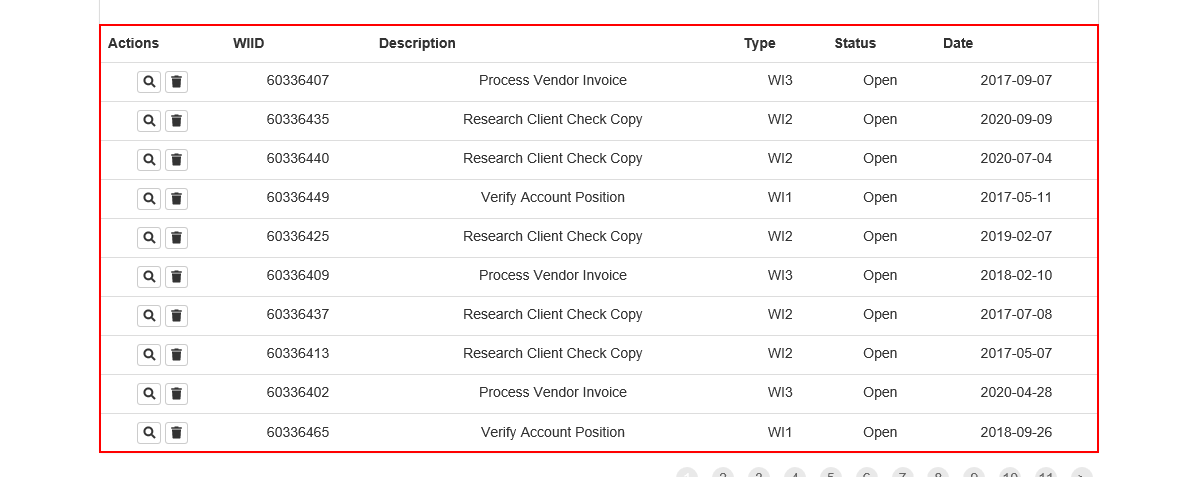 Actions WIID Description Type Status Date
60336407 Process Vendor Invoice WI3 Open 2017-09-07
60336435 Research Client Check Copy WI2 Open 2020-09-09
60336440 Research Client Check Copy WI2 Open 2020-07-04
60336449 Verify Account Position WI1 Open 2017-05-11
60336425 Research Client Check Copy WI2 Open 2019-02-07
60336409 Process Vendor Invoice WI3 Open 2018-02-10
60336437 Research Client Check Copy WI2 Open 2017-07-08
60336413 Research Client Check Copy WI2 Open 2017-05-07
60336402 Process Vendor Invoice WI3 Open 2020-04-28
60336465 Verify Account Position WI1 Open 2018-09-26
2 3 4 5 6 7 8 9 10 11 >